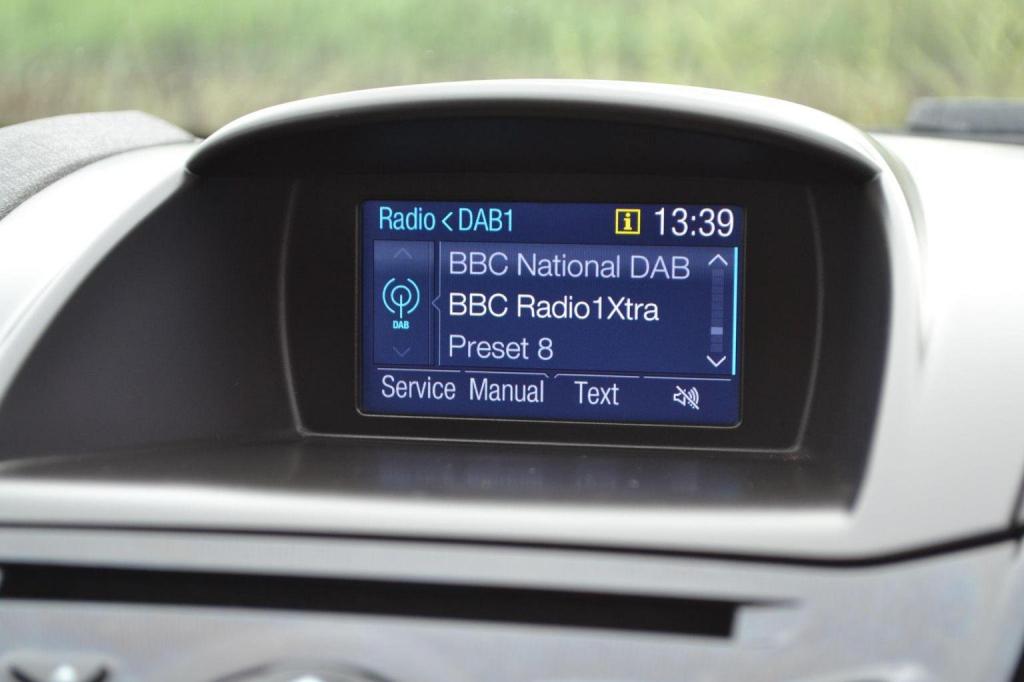 Radio < DAB1 i 13:39
BBC National DAB
BBC Radio1Xtra
DAB
Preset 8
Service Manual Text